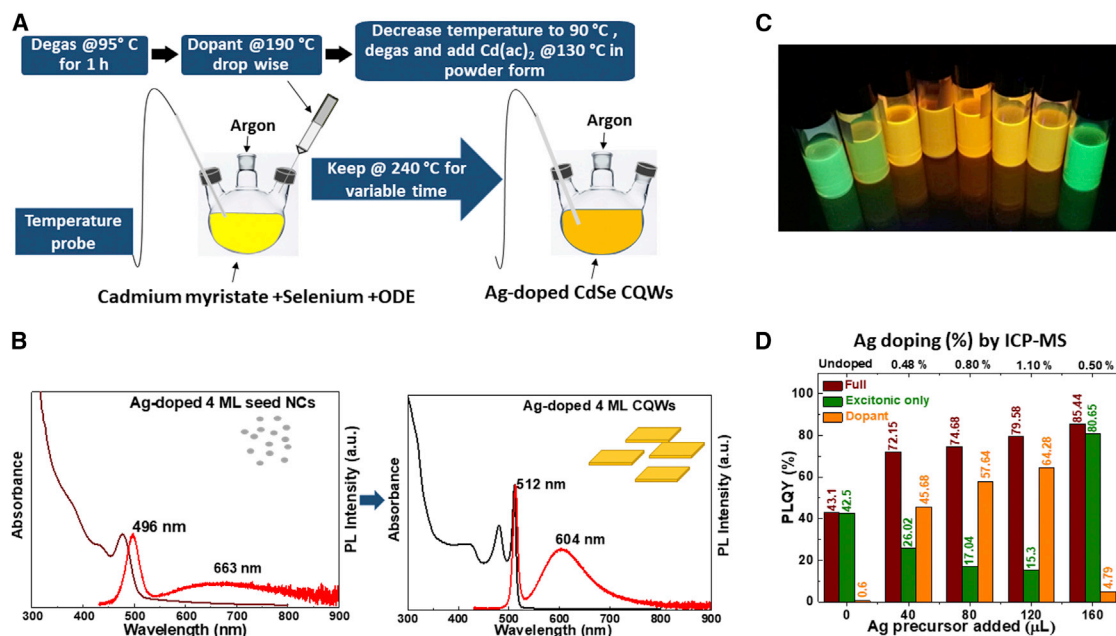 A
Degas @95° C
for 1 h
Dopant @190 °C
drop wise
Decrease temperature to 90 °C ,
degas and add Cd(ac)2 @130 °C in
powder form
Argon
Argon
Keep @ 240 °C for
variable time
Temperature
probe
Cadmium myristate +Selenium +ODE
Ag-doped CdSe CQWs
B
Absorbance
Ag-doped 4 ML seed NCs
496 nm
663 nm
PL Intensity (a.u.)
300 400 500 600 700 800 900
Wavelength (nm)
Absorbance
Ag-doped 4 ML CQWs
512 nm
604 nm
PL Intensity (a.u.)
300 400 500 600 700 800 900
Wavelength (nm)
C
D
Ag doping (%) by ICP-MS
Undoped 0.48 % 0.80 % 1.10 % 0.50 %
Full
Excitonic only
Dopant
PLQY (%)
100
80
60
40
20
0
43.1
42.5
0.6
72.15
26.02
45.68
74.68
17.04
57.64
79.58
15.3
64.28
85.44
80.65
4.79
0 40 80 120 160
Ag precursor added (μL)